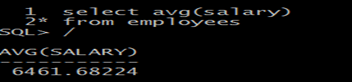 1 select avg(salary)
2* from employees
SQL> /
AVG(SALARY)
-----------
6461.68224